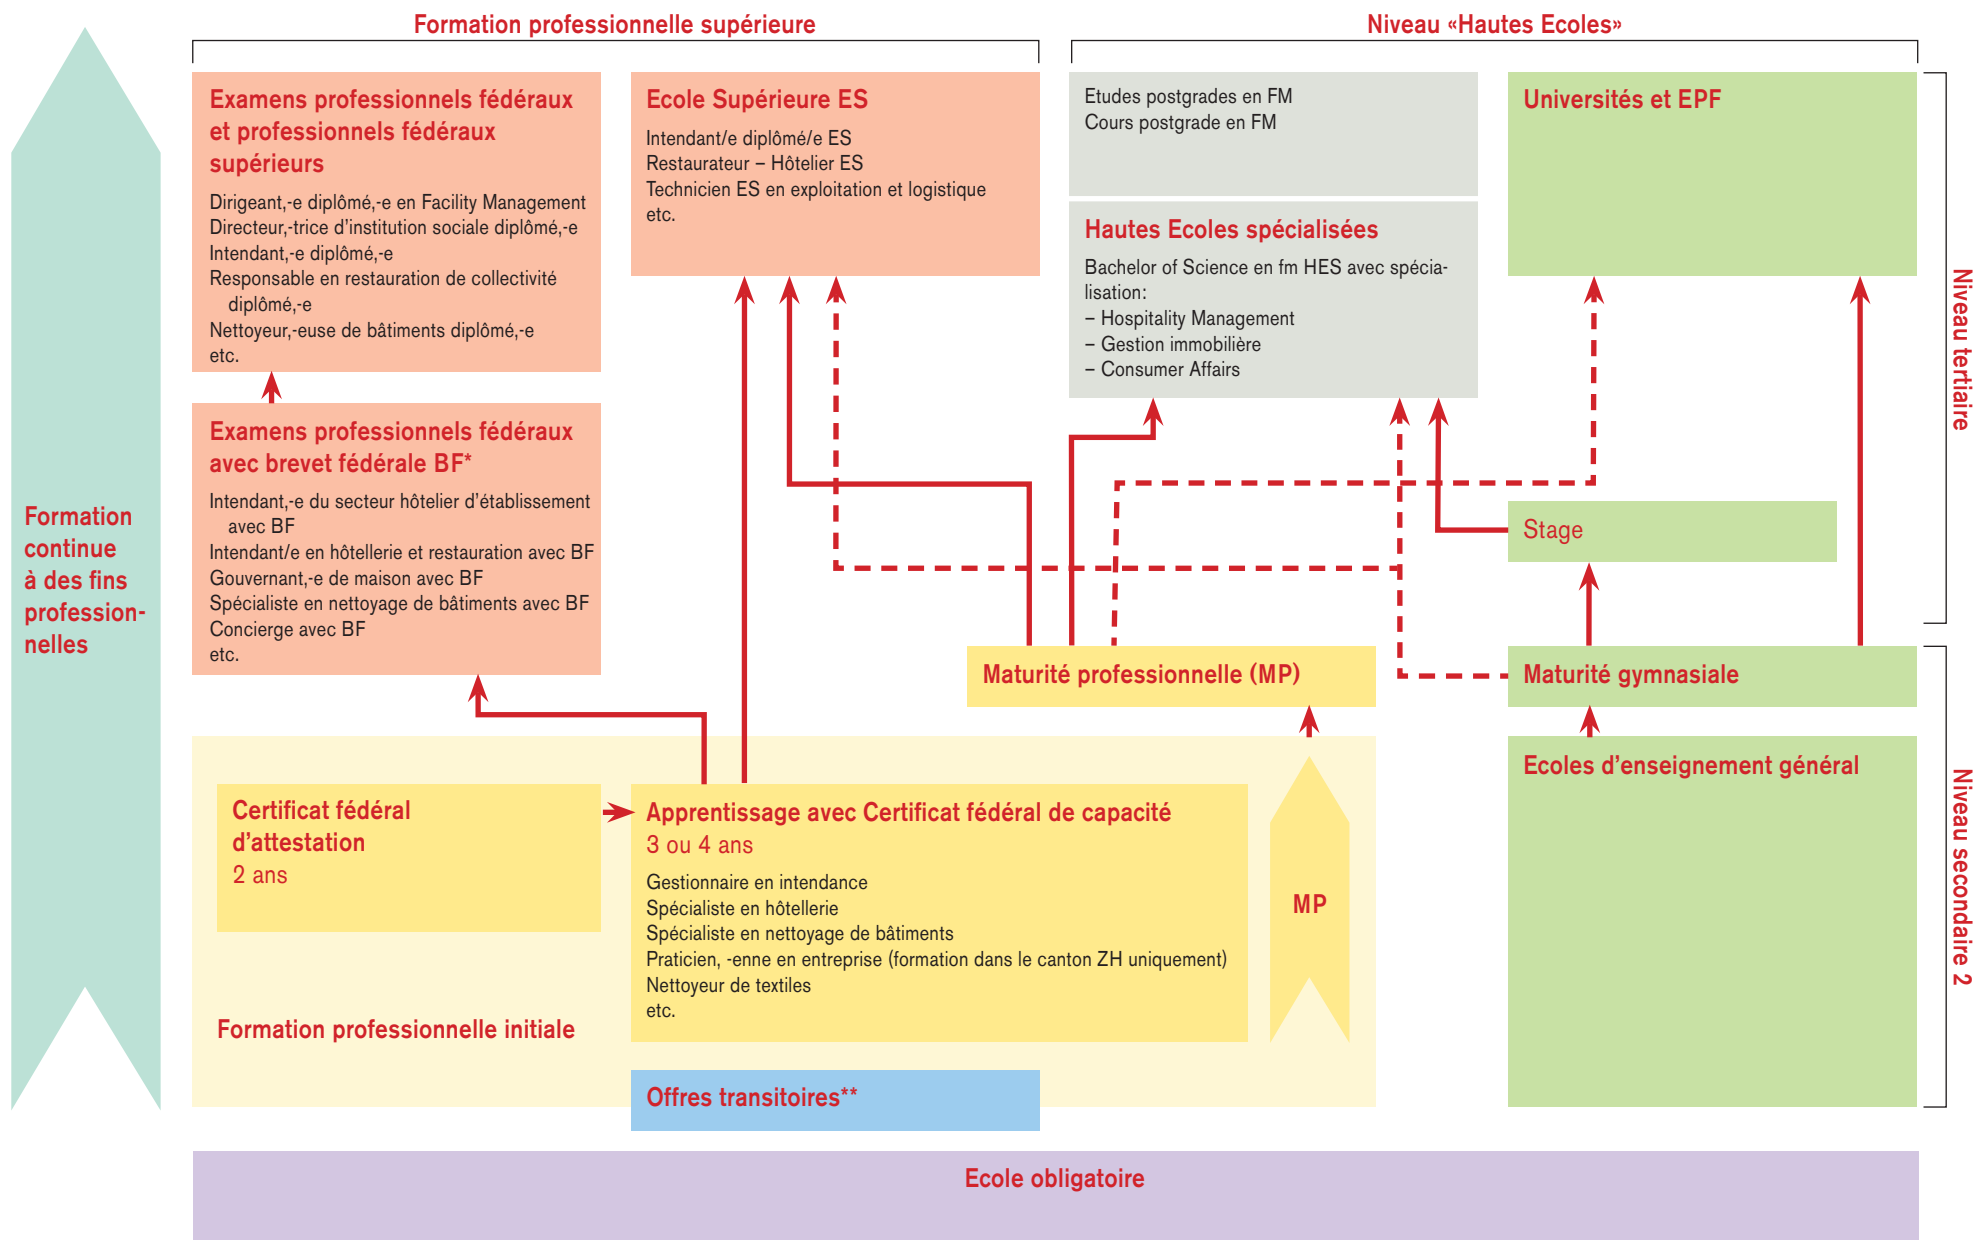 Formation professionnelle supérieure
Niveau «Hautes Ecoles»
Examens professionnels fédéraux
et professionnels fédéraux
supérieurs
Dirigeant,-e diplômé,-e en Facility Management
Directeur,-trice d'institution sociale diplômé,-e
Intendant,-e diplômé,-e
Responsable en restauration de collectivité
diplômé,-e
Nettoyeur,-euse de bâtiments diplômé,-e
etc.
Ecole Supérieure ES
Intendant/e diplômé/e ES
Restaurateur – Hôtelier ES
Technicien ES en exploitation et logistique
etc.
Etudes postgrades en FM
Cours postgrade en FM
Hautes Ecoles spécialisées
Bachelor of Science en fm HES avec spécia-
lisation:
– Hospitality Management
– Gestion immobilière
– Consumer Affairs
Universités et EPF
Niveau tertiaire
Examens professionnels fédéraux
avec brevet fédérale BF*
Intendant,-e du secteur hôtelier d'établissement
avec BF
Intendant/e en hôtellerie et restauration avec BF
Gouvernant,-e de maison avec BF
Spécialiste en nettoyage de bâtiments avec BF
Concierge avec BF
etc.
Formation
continue
à des fins
profession-
nelles
Stage
Maturité professionnelle (MP)
Maturité gymnasiale
Certificat fédéral
d'attestation
2 ans
Apprentissage avec Certificat fédéral de capacité
3 ou 4 ans
Gestionnaire en intendance
Spécialiste en hôtellerie
Spécialiste en nettoyage de bâtiments
Praticien, -enne en entreprise (formation dans le canton ZH uniquement)
Nettoyeur de textiles
etc.
MP
Ecoles d'enseignement général
Niveau secondaire 2
Formation professionnelle initiale
Offres transitoires**
Ecole obligatoire